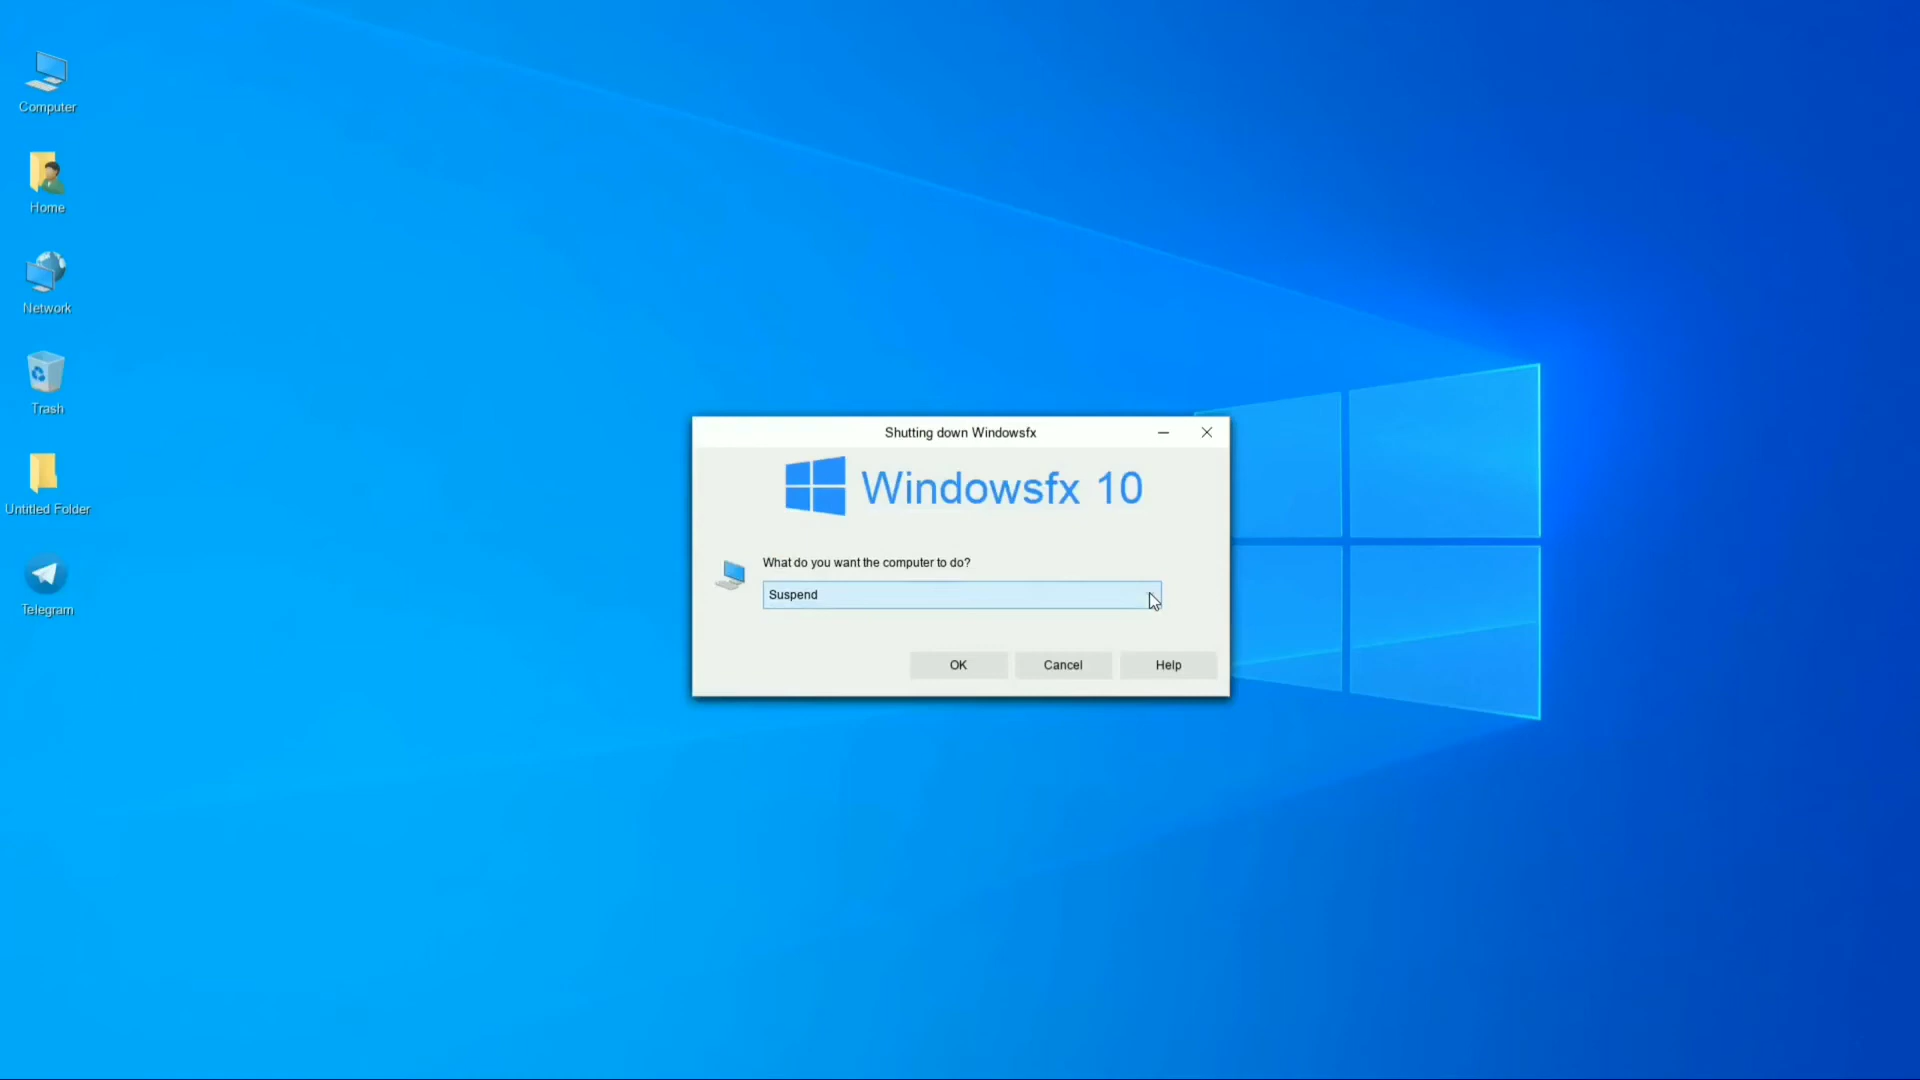 Computer
Home
Network
Trash
Untitled Folder
Telegram
Shutting down Windowsfx
Windowsfx 10
What do you want the computer to do?
Suspend
OK
Cancel
Help